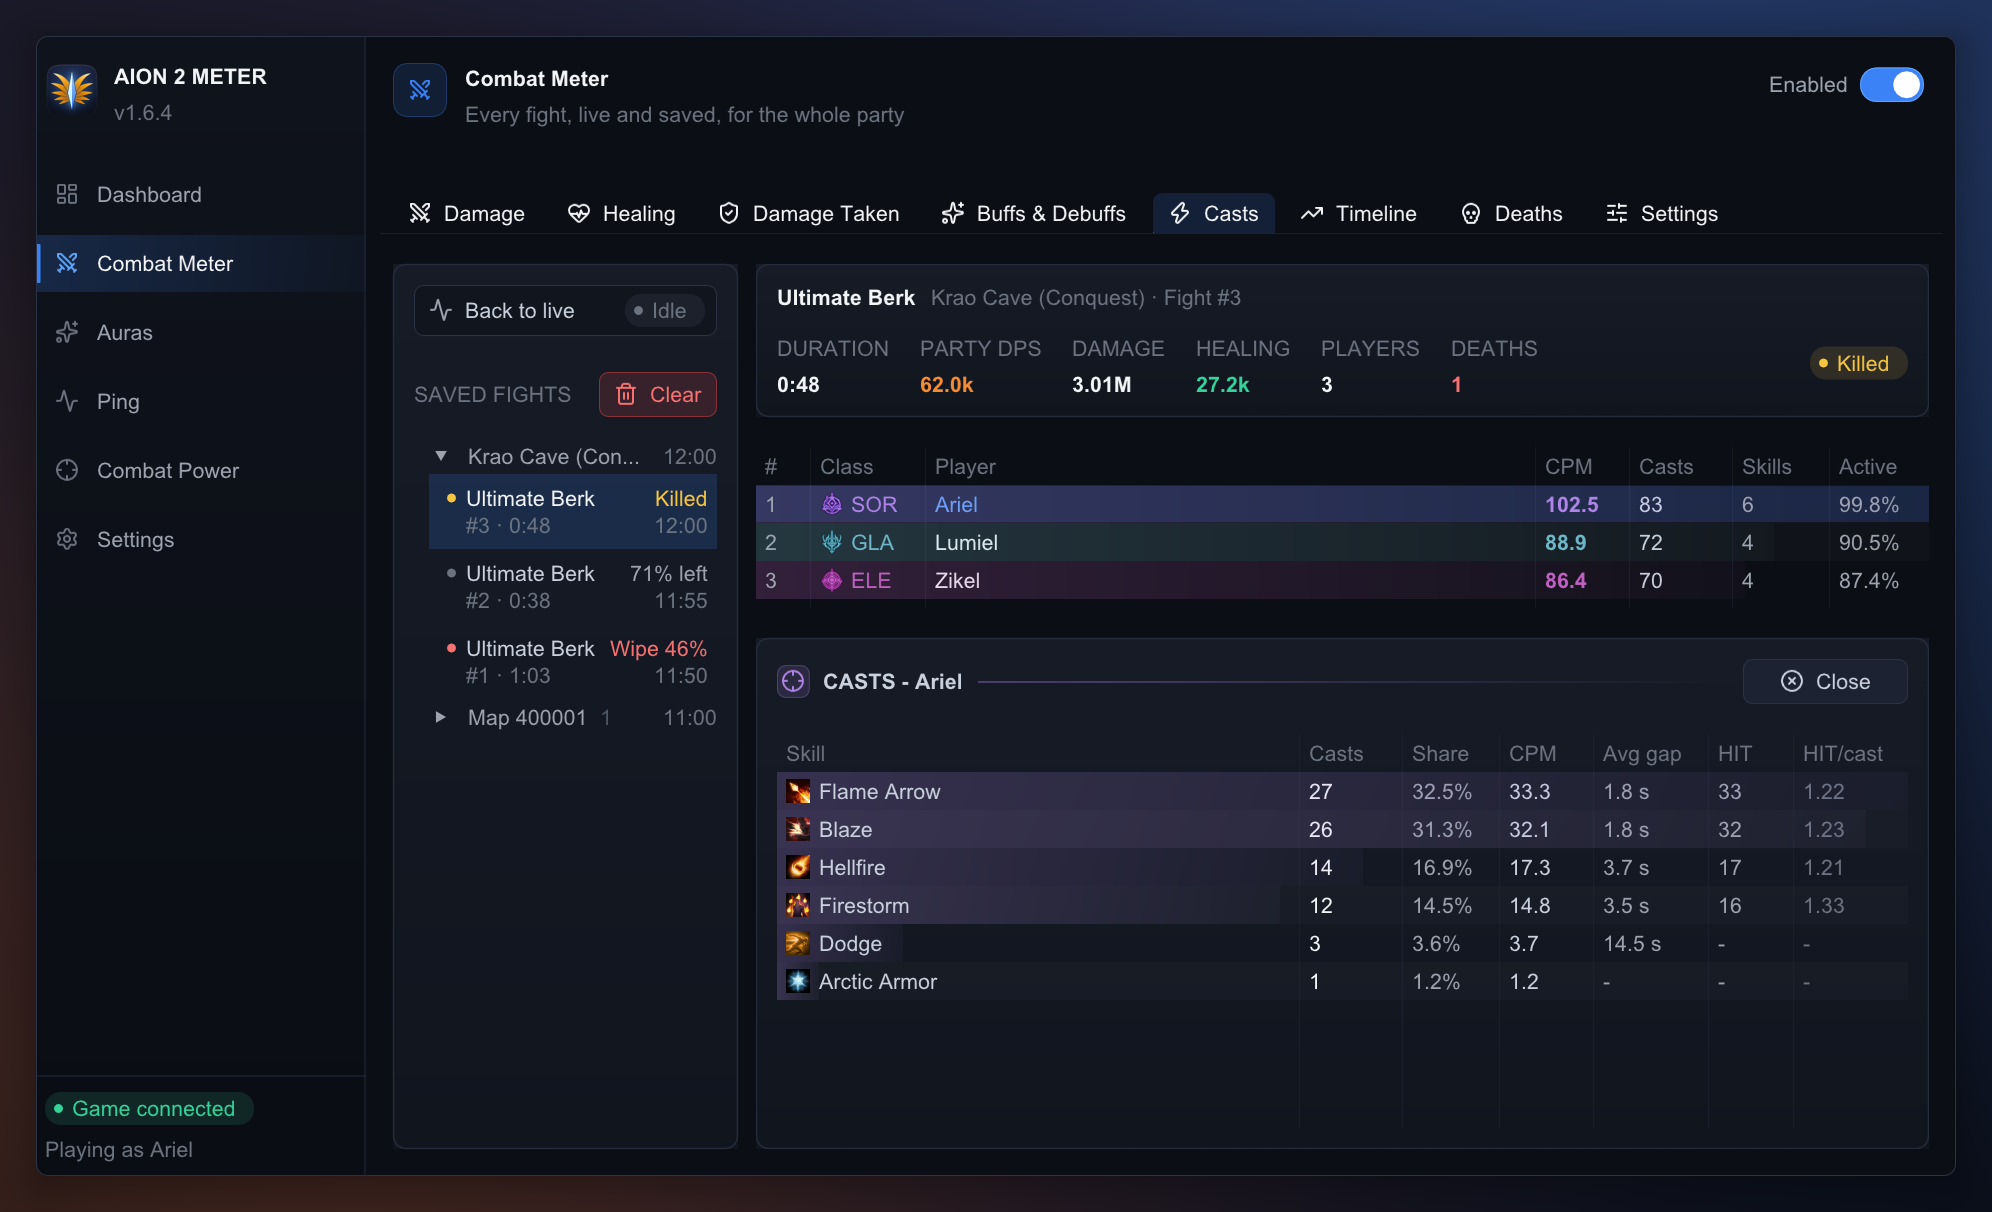 AION 2 METER
v1.6.4
Dashboard
Combat Meter
Auras
Ping
Combat Power
Settings
Game connected
Playing as Ariel
Combat Meter
Every fight, live and saved, for the whole party
Enabled
Damage Healing Damage Taken Buffs & Debuffs Casts Timeline Deaths Settings
Back to live Idle
SAVED FIGHTS Clear
Krao Cave (Con... 12:00
Ultimate Berk Killed
#3 · 0:48 12:00
Ultimate Berk 71% left
#2 · 0:38 11:55
Ultimate Berk Wipe 46%
#1 · 1:03 11:50
Map 400001 1 11:00
Ultimate Berk Krao Cave (Conquest) · Fight #3
DURATION PARTY DPS DAMAGE HEALING PLAYERS DEATHS
0:48 62.0k 3.01M 27.2k 3 1
Killed
# Class Player CPM Casts Skills Active
1 SOR Ariel 102.5 83 6 99.8%
2 GLA Lumiel 88.9 72 4 90.5%
3 ELE Zikel 86.4 70 4 87.4%
CASTS - Ariel Close
Skill Casts Share CPM Avg gap HIT HIT/cast
Flame Arrow 27 32.5% 33.3 1.8 s 33 1.22
Blaze 26 31.3% 32.1 1.8 s 32 1.23
Hellfire 14 16.9% 17.3 3.7 s 17 1.21
Firestorm 12 14.5% 14.8 3.5 s 16 1.33
Dodge 3 3.6% 3.7 14.5 s - -
Arctic Armor 1 1.2% 1.2 - - -